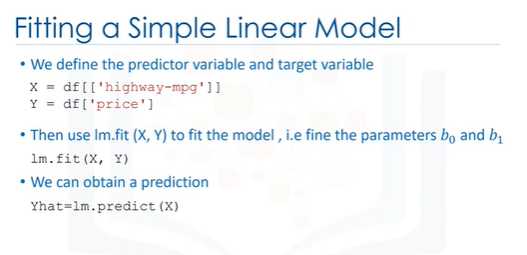 Fitting a Simple Linear Model
• We define the predictor variable and target variable
X = df[['highway-mpg']]
Y = df['price']
• Then use lm.fit (X, Y) to fit the model , i.e fine the parameters b₀ and b₁
lm.fit(X, Y)
• We can obtain a prediction
Yhat=lm.predict(X)